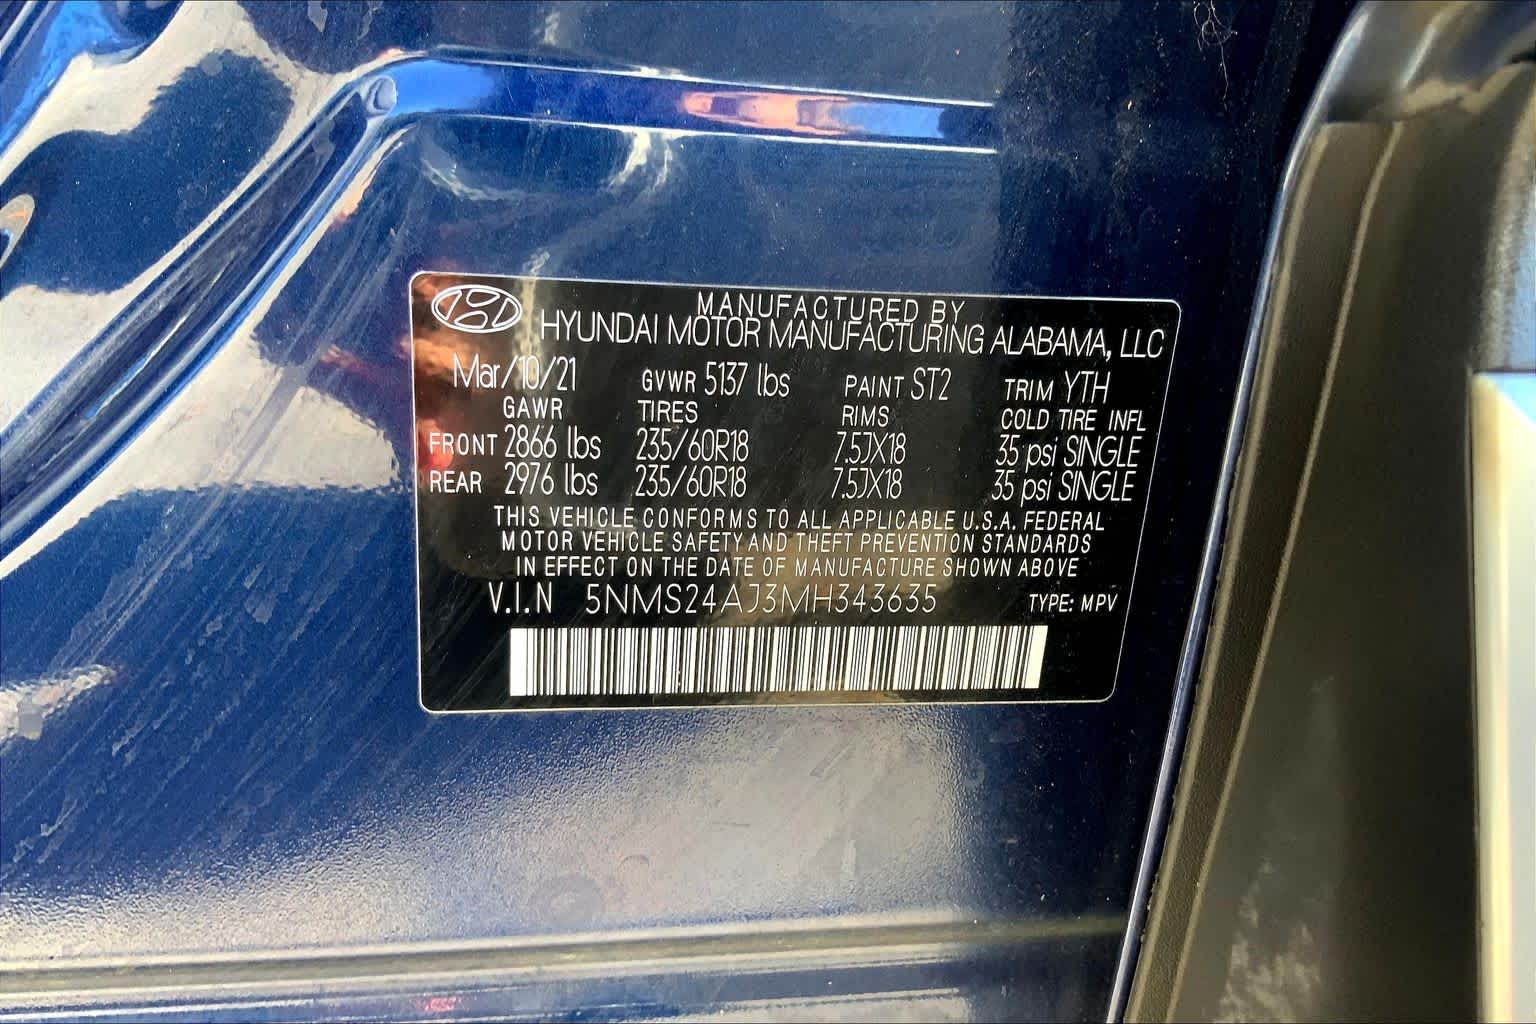 MANUFACTURED BY
HYUNDAI MOTOR MANUFACTURING ALABAMA, LLC
Mar/10/21 GVWR 5137 lbs PAINT ST2 TRIM YTH
GAWR TIRES RIMS COLD TIRE INFL
FRONT 2866 lbs 235/60R18 7.5JX18 35 psi SINGLE
REAR 2976 lbs 235/60R18 7.5JX18 35 psi SINGLE
THIS VEHICLE CONFORMS TO ALL APPLICABLE U.S.A. FEDERAL
MOTOR VEHICLE SAFETY AND THEFT PREVENTION STANDARDS
IN EFFECT ON THE DATE OF MANUFACTURE SHOWN ABOVE
V.I.N 5NMS24AJ3MH343635 TYPE: MPV